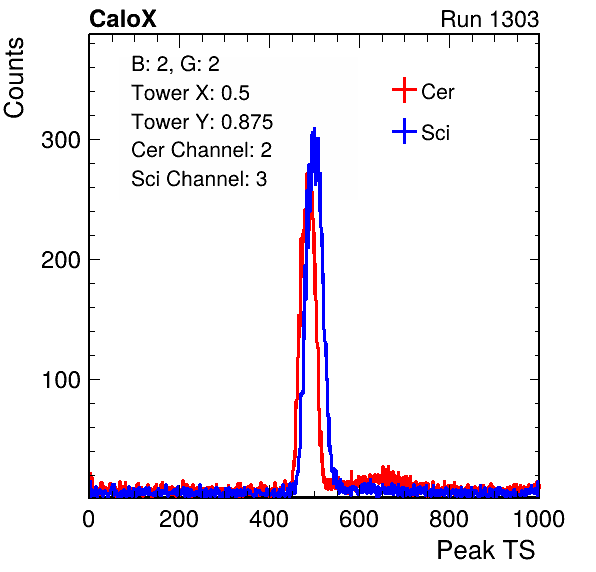 CaloX Run 1303
Counts
B: 2, G: 2
Tower X: 0.5
Tower Y: 0.875
Cer Channel: 2
Sci Channel: 3
Cer
Sci
300
200
100
0 200 400 600 800 1000
Peak TS